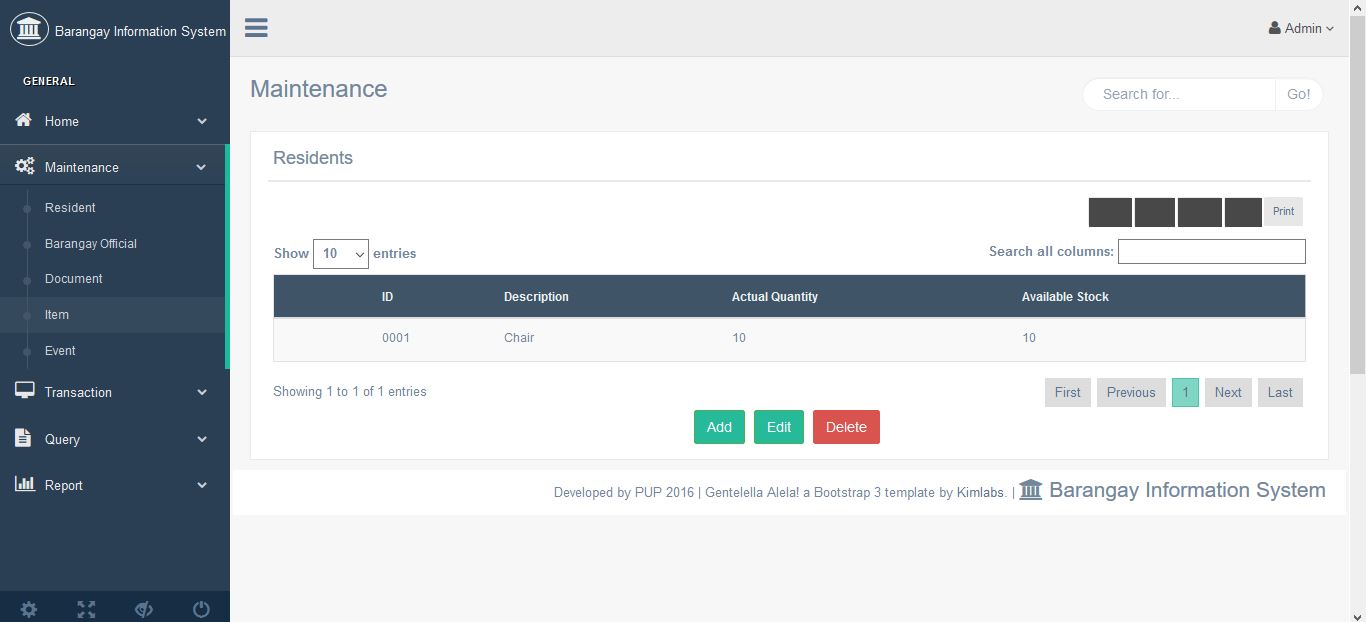 Barangay Information System
GENERAL
Home
Maintenance
Resident
Barangay Official
Document
Item
Event
Transaction
Query
Report
Admin
Maintenance
Search for... Go!
Residents
Print
Show 10 entries
Search all columns:
ID Description Actual Quantity Available Stock
0001 Chair 10 10
Showing 1 to 1 of 1 entries
First Previous 1 Next Last
Add Edit Delete
Developed by PUP 2016 | Gentelella Alela! a Bootstrap 3 template by Kimlabs. | Barangay Information System